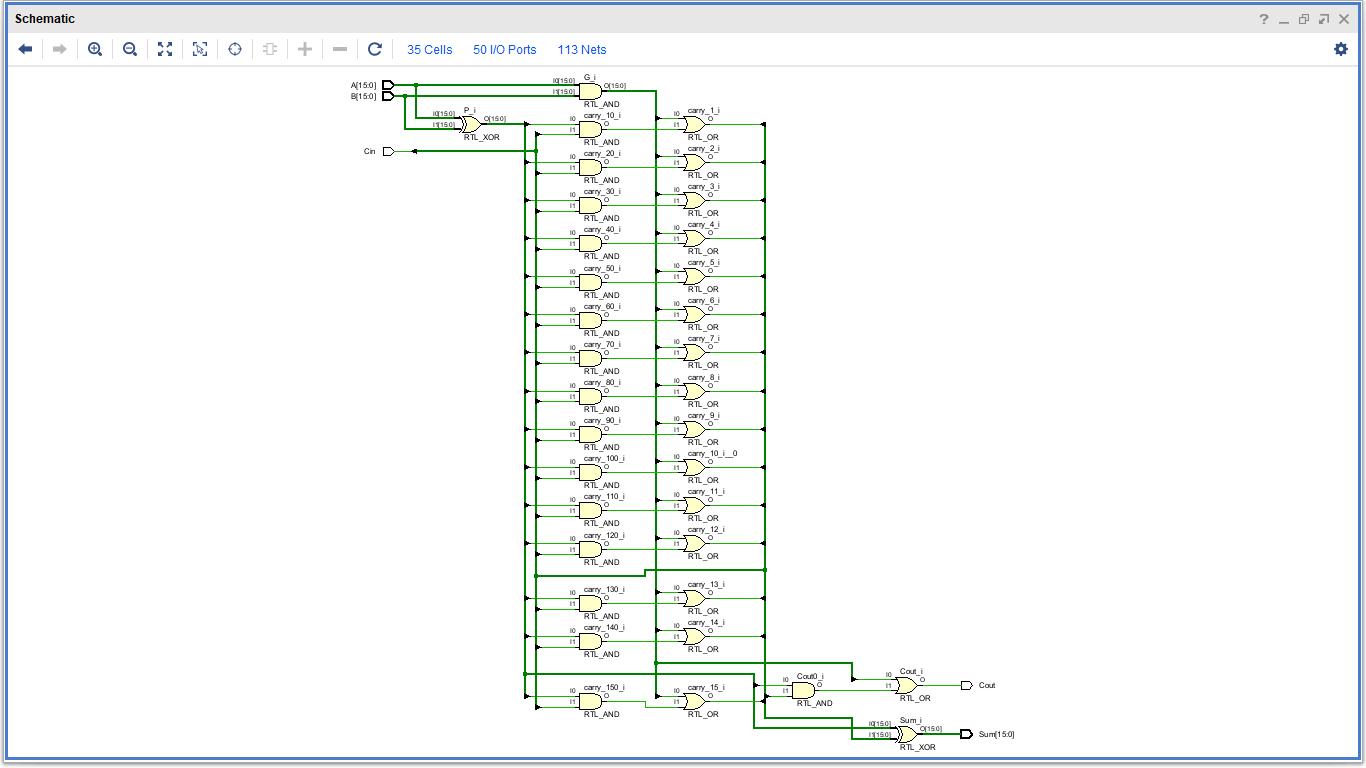 Schematic
?
35 Cells 50 I/O Ports 113 Nets
A[15:0]
B[15:0]
Cin
P_i
I0[15:0]
I1[15:0]
O[15:0]
RTL_XOR
G_i
I0[15:0]
I1[15:0]
O[15:0]
RTL_AND
carry_10_i
I0
I1
O
RTL_AND
carry_1_i
I0
I1
O
RTL_OR
carry_20_i
I0
I1
O
RTL_AND
carry_2_i
I0
I1
O
RTL_OR
carry_30_i
I0
I1
O
RTL_AND
carry_3_i
I0
I1
O
RTL_OR
carry_40_i
I0
I1
O
RTL_AND
carry_4_i
I0
I1
O
RTL_OR
carry_50_i
I0
I1
O
RTL_AND
carry_5_i
I0
I1
O
RTL_OR
carry_60_i
I0
I1
O
RTL_AND
carry_6_i
I0
I1
O
RTL_OR
carry_70_i
I0
I1
O
RTL_AND
carry_7_i
I0
I1
O
RTL_OR
carry_80_i
I0
I1
O
RTL_AND
carry_8_i
I0
I1
O
RTL_OR
carry_90_i
I0
I1
O
RTL_AND
carry_9_i
I0
I1
O
RTL_OR
carry_100_i
I0
I1
O
RTL_AND
carry_10_i__0
I0
I1
O
RTL_OR
carry_110_i
I0
I1
O
RTL_AND
carry_11_i
I0
I1
O
RTL_OR
carry_120_i
I0
I1
O
RTL_AND
carry_12_i
I0
I1
O
RTL_OR
carry_130_i
I0
I1
O
RTL_AND
carry_13_i
I0
I1
O
RTL_OR
carry_140_i
I0
I1
O
RTL_AND
carry_14_i
I0
I1
O
RTL_OR
carry_150_i
I0
I1
O
RTL_AND
carry_15_i
I0
I1
O
RTL_OR
Cout0_i
I0
I1
O
RTL_AND
Cout_i
I0
I1
O
RTL_OR
Cout
Sum_i
I0[15:0]
I1[15:0]
O[15:0]
RTL_XOR
Sum[15:0]